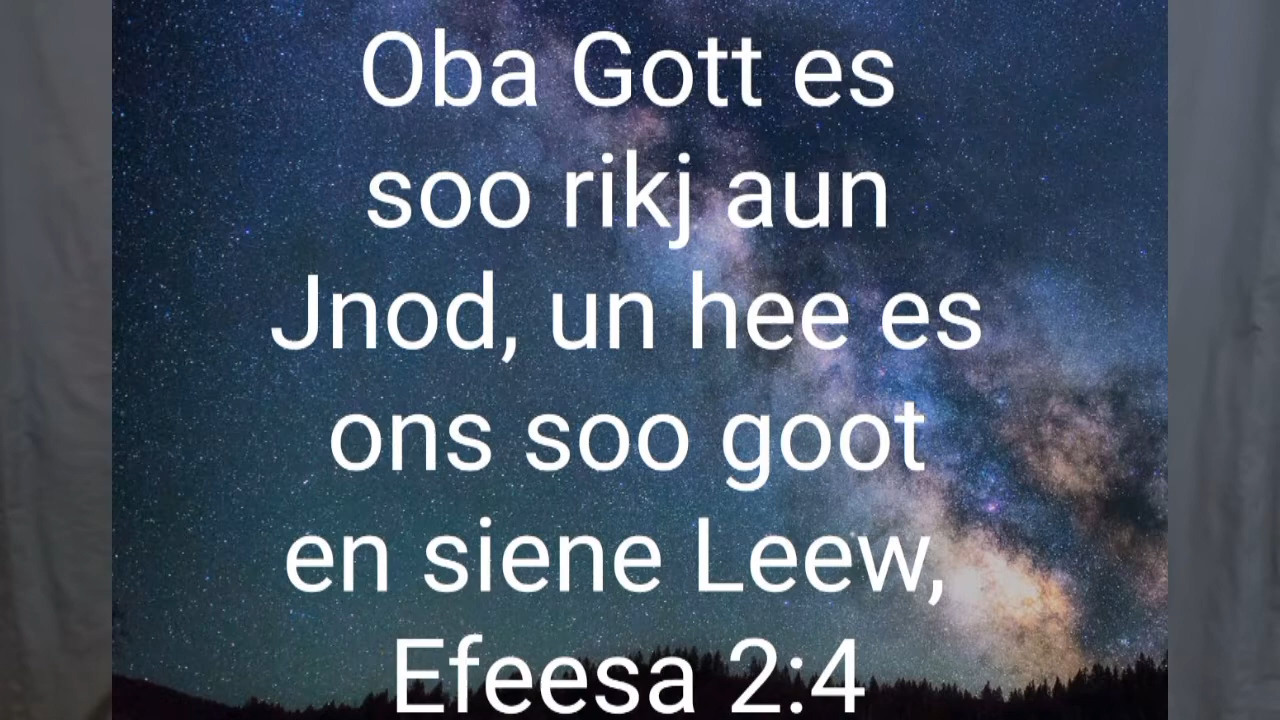 Oba Gott es
soo rikj aun
Jnod, un hee es
ons soo goot
en siene Leew,
Efeesa 2:4